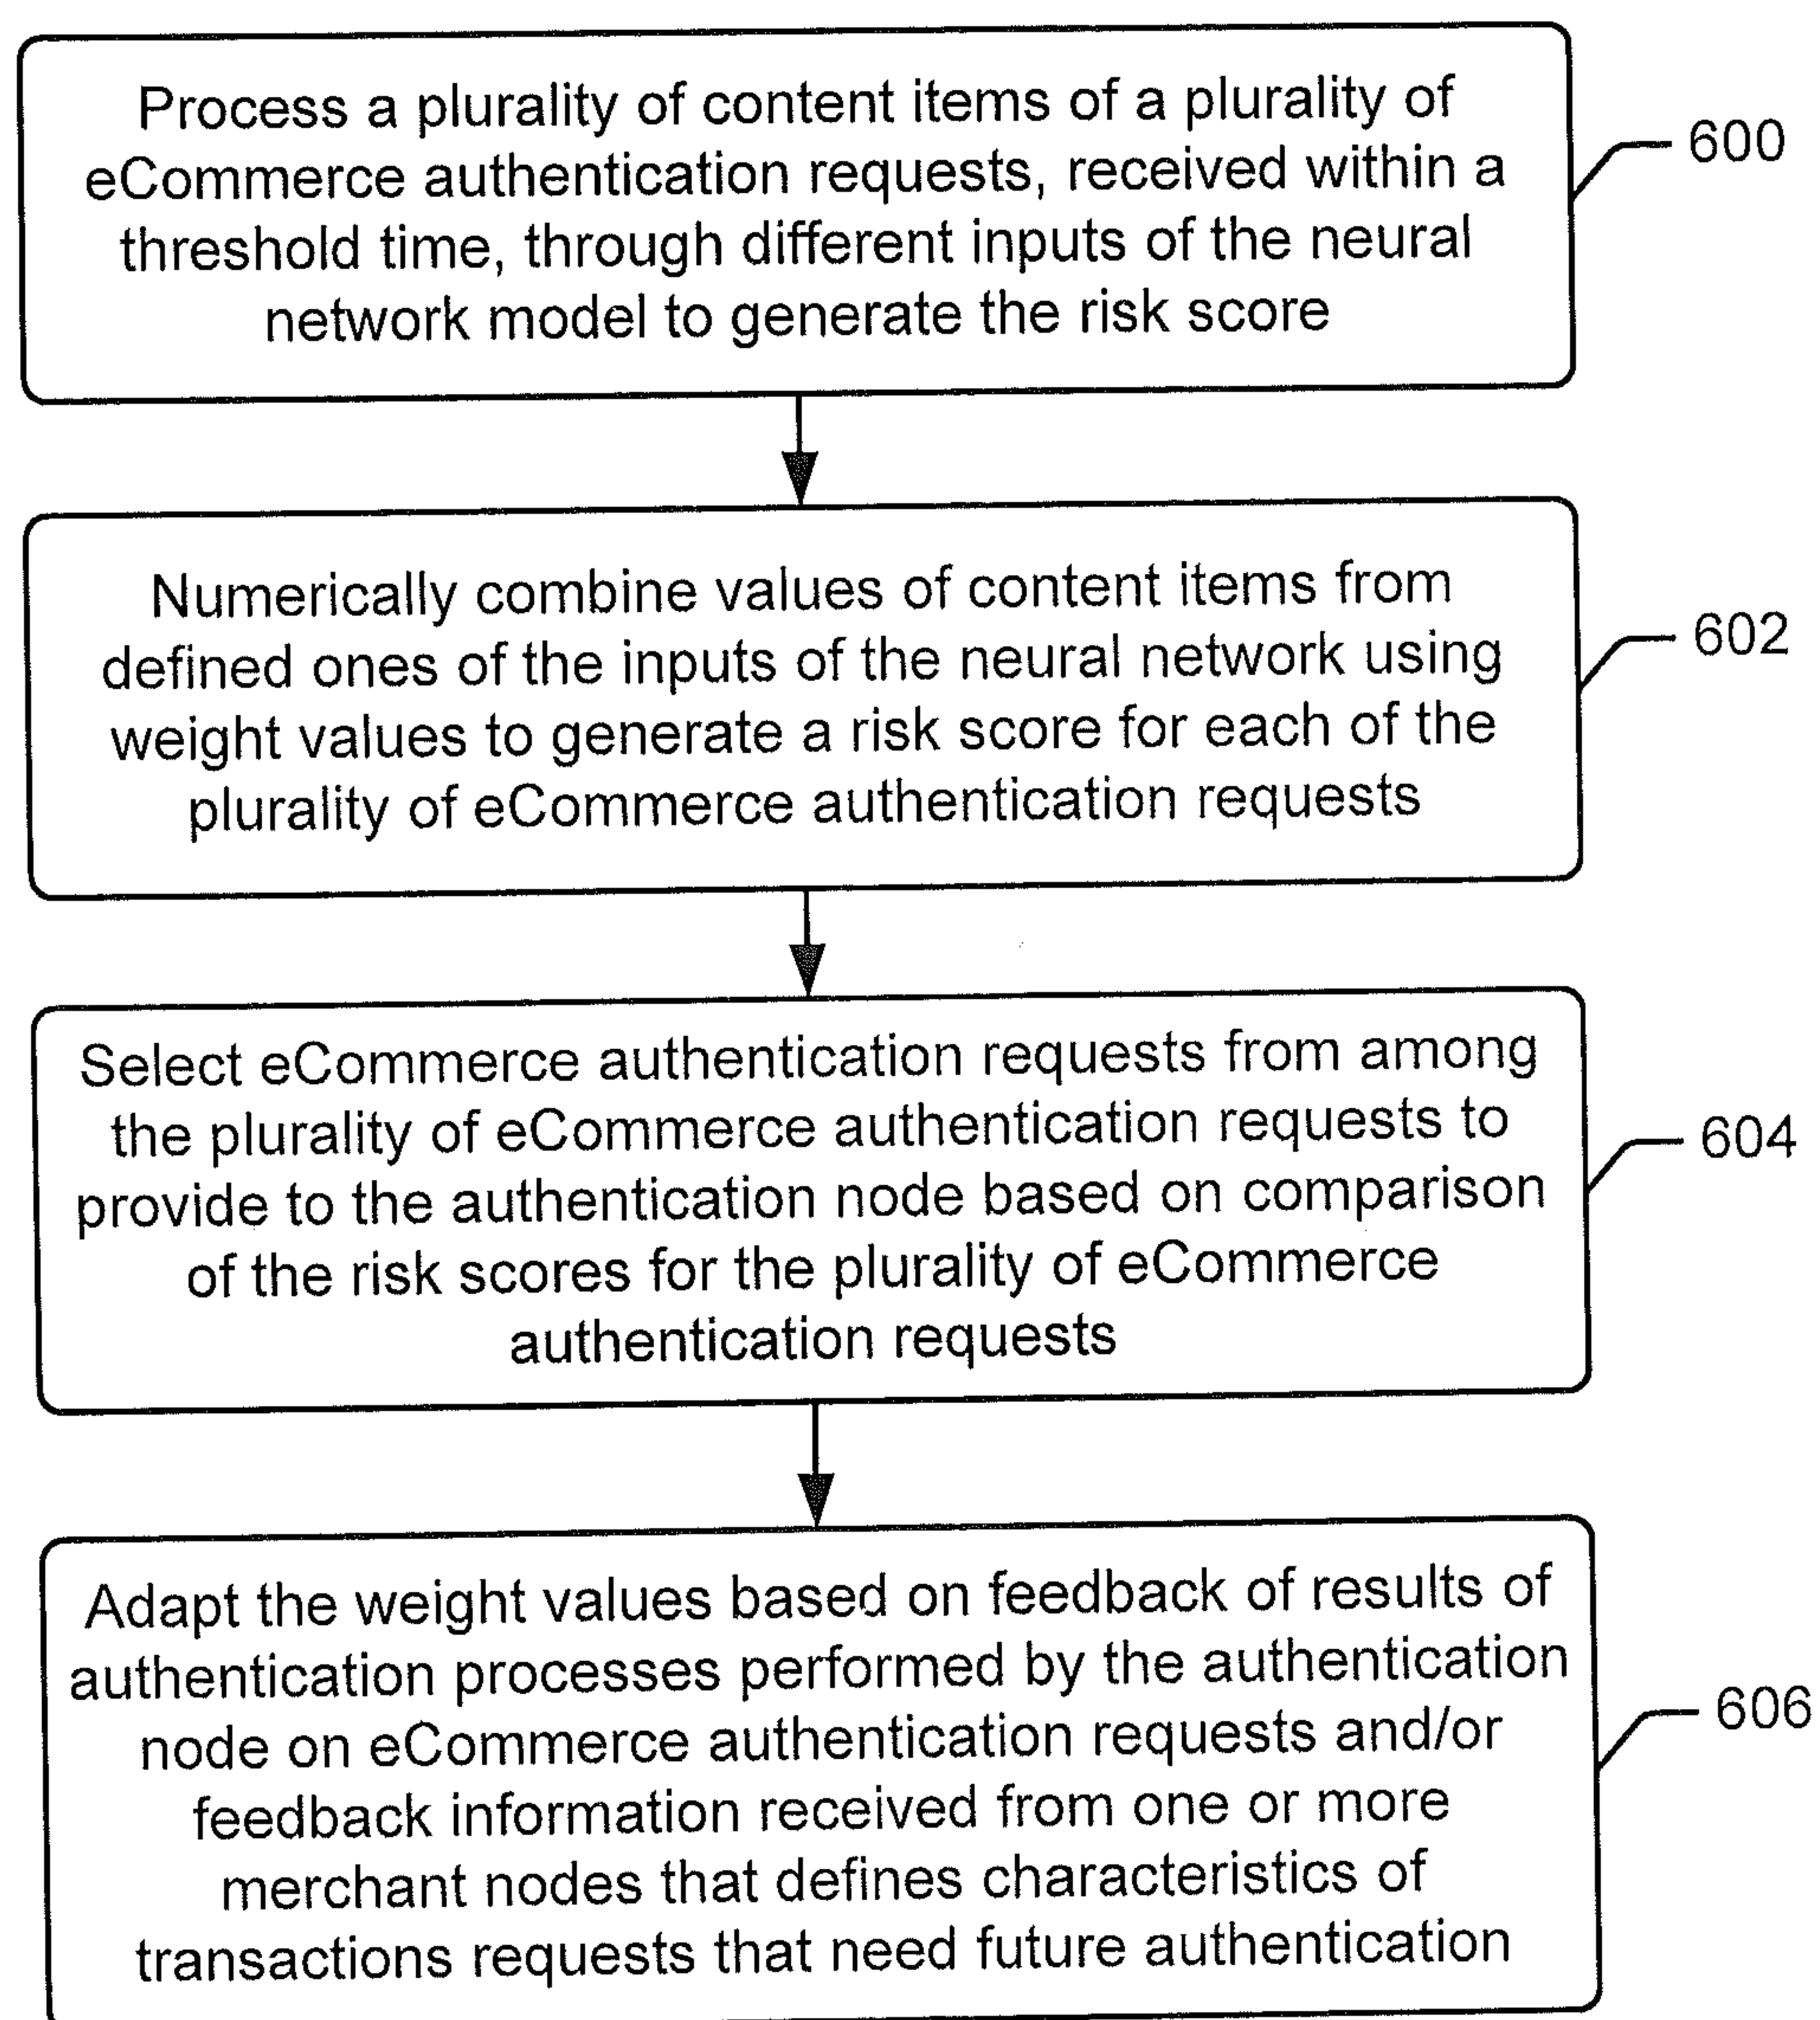 Process a plurality of content items of a plurality of
eCommerce authentication requests, received within a
threshold time, through different inputs of the neural
network model to generate the risk score
600
Numerically combine values of content items from
defined ones of the inputs of the neural network using
weight values to generate a risk score for each of the
plurality of eCommerce authentication requests
602
Select eCommerce authentication requests from among
the plurality of eCommerce authentication requests to
provide to the authentication node based on comparison
of the risk scores for the plurality of eCommerce
authentication requests
604
Adapt the weight values based on feedback of results of
authentication processes performed by the authentication
node on eCommerce authentication requests and/or
feedback information received from one or more
merchant nodes that defines characteristics of
transactions requests that need future authentication
606